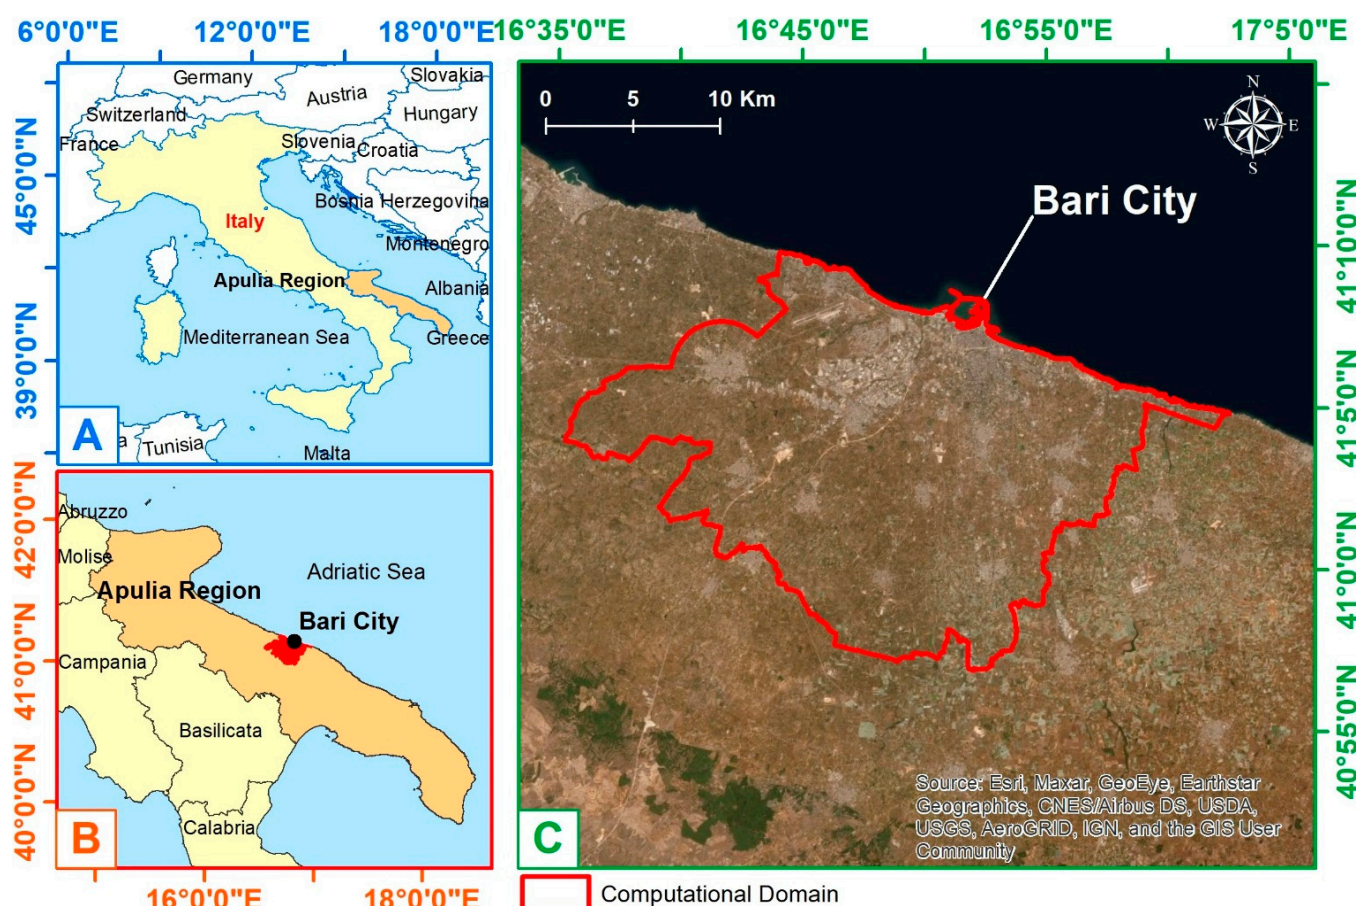 6°0'0"E 12°0'0"E 18°0'0"E
45°0'0"N
39°0'0"N
Germany
Slovakia
Austria
Switzerland
Hungary
France
Slovenia
Croatia
Bosnia Herzegovina
Italy
Montenegro
Apulia Region
Albania
Mediterranean Sea
Greece
A
a
Tunisia
Malta
42°0'0"N
41°0'0"N
40°0'0"N
Abruzzo
Molise
Adriatic Sea
Apulia Region
Bari City
Campania
Basilicata
Calabria
B
16°0'0"E 18°0'0"E
16°35'0"E 16°45'0"E 16°55'0"E 17°5'0"E
0 5 10 Km
N
W E
S
Bari City
41°10'0"N
41°5'0"N
41°0'0"N
40°55'0"N
Source: Esri, Maxar, GeoEye, Earthstar
Geographics, CNES/Airbus DS, USDA,
USGS, AeroGRID, IGN, and the GIS User
Community
C
Computational Domain